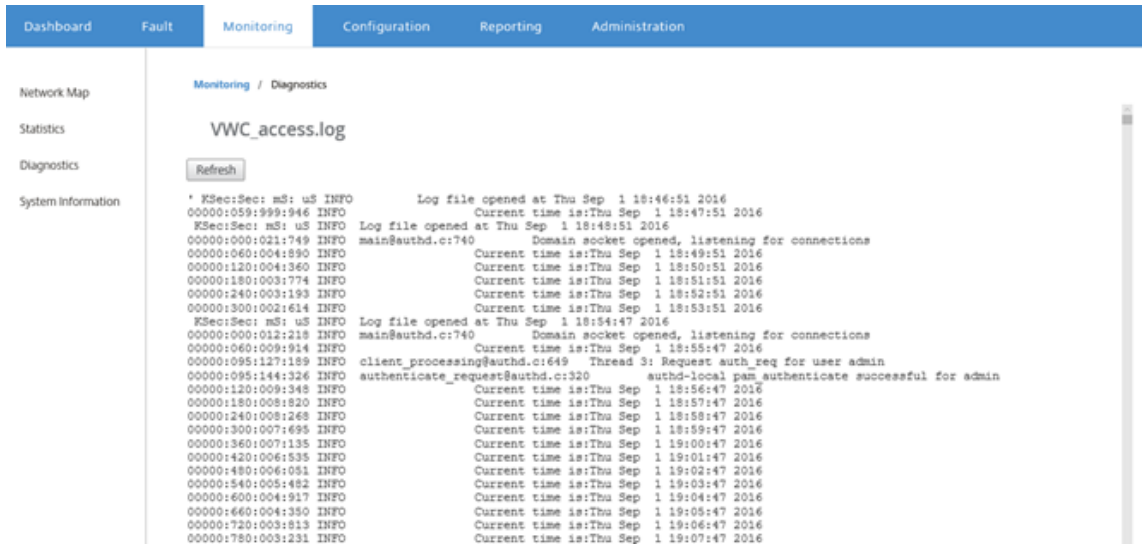 Dashboard Fault Monitoring Configuration Reporting Administration
Network Map
Statistics
Diagnostics
System Information
Monitoring / Diagnostics
VWC_access.log
Refresh
' KSec:Sec: mS: uS INFO Log file opened at Thu Sep 1 18:46:51 2016
00000:059:999:946 INFO Current time is:Thu Sep 1 18:47:51 2016
KSec:Sec: mS: uS INFO Log file opened at Thu Sep 1 18:48:51 2016
00000:000:021:749 INFO main@authd.c:740 Domain socket opened, listening for connections
00000:060:004:890 INFO Current time is:Thu Sep 1 18:49:51 2016
00000:120:004:360 INFO Current time is:Thu Sep 1 18:50:51 2016
00000:180:003:774 INFO Current time is:Thu Sep 1 18:51:51 2016
00000:240:003:193 INFO Current time is:Thu Sep 1 18:52:51 2016
00000:300:002:614 INFO Current time is:Thu Sep 1 18:53:51 2016
KSec:Sec: mS: uS INFO Log file opened at Thu Sep 1 18:54:47 2016
00000:000:012:218 INFO main@authd.c:740 Domain socket opened, listening for connections
00000:060:009:914 INFO Current time is:Thu Sep 1 18:55:47 2016
00000:095:127:189 INFO client_processing@authd.c:649 Thread 3: Request auth_req for user admin
00000:095:144:326 INFO authenticate_request@authd.c:320 authd-local pam_authenticate successful for admin
00000:120:009:348 INFO Current time is:Thu Sep 1 18:56:47 2016
00000:180:008:820 INFO Current time is:Thu Sep 1 18:57:47 2016
00000:240:008:268 INFO Current time is:Thu Sep 1 18:58:47 2016
00000:300:007:695 INFO Current time is:Thu Sep 1 18:59:47 2016
00000:360:007:135 INFO Current time is:Thu Sep 1 19:00:47 2016
00000:420:006:535 INFO Current time is:Thu Sep 1 19:01:47 2016
00000:480:006:051 INFO Current time is:Thu Sep 1 19:02:47 2016
00000:540:005:482 INFO Current time is:Thu Sep 1 19:03:47 2016
00000:600:004:917 INFO Current time is:Thu Sep 1 19:04:47 2016
00000:660:004:350 INFO Current time is:Thu Sep 1 19:05:47 2016
00000:720:003:813 INFO Current time is:Thu Sep 1 19:06:47 2016
00000:780:003:231 INFO Current time is:Thu Sep 1 19:07:47 2016